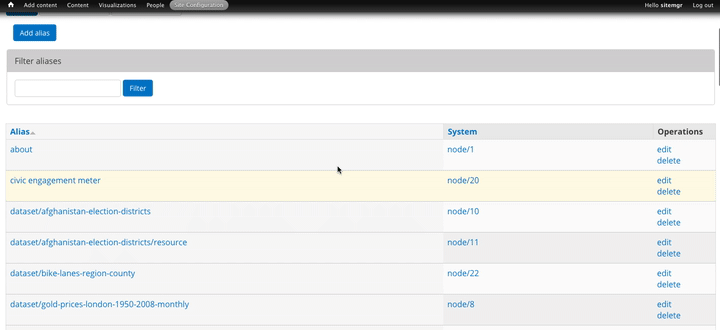 Add content Content Visualizations People Site Configuration Hello sitemgr Log out
Add alias
Filter aliases
Filter
Alias System Operations
about node/1 edit
delete
civic engagement meter node/20 edit
delete
dataset/afghanistan-election-districts node/10 edit
delete
dataset/afghanistan-election-districts/resource node/11 edit
delete
dataset/bike-lanes-region-county node/22 edit
delete
dataset/gold-prices-london-1950-2008-monthly node/8 edit
delete